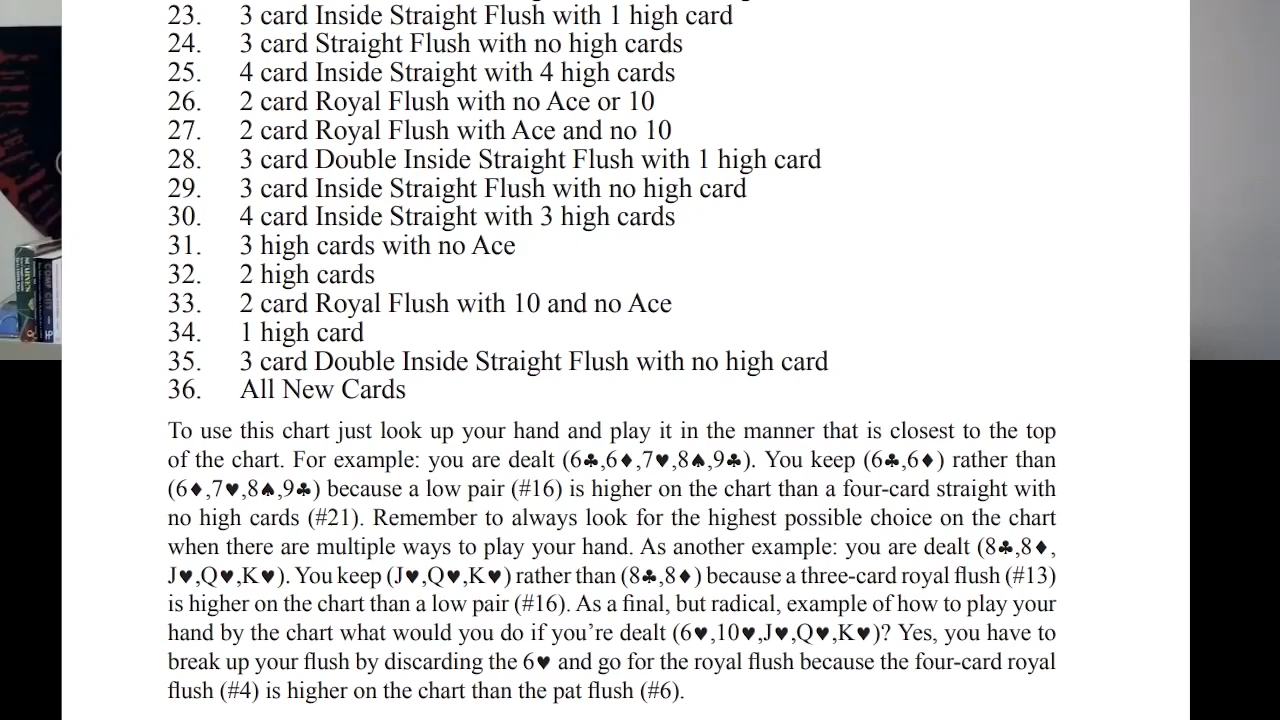 23. 3 card Inside Straight Flush with 1 high card
24. 3 card Straight Flush with no high cards
25. 4 card Inside Straight with 4 high cards
26. 2 card Royal Flush with no Ace or 10
27. 2 card Royal Flush with Ace and no 10
28. 3 card Double Inside Straight Flush with 1 high card
29. 3 card Inside Straight Flush with no high card
30. 4 card Inside Straight with 3 high cards
31. 3 high cards with no Ace
32. 2 high cards
33. 2 card Royal Flush with 10 and no Ace
34. 1 high card
35. 3 card Double Inside Straight Flush with no high card
36. All New Cards
To use this chart just look up your hand and play it in the manner that is closest to the top
of the chart. For example: you are dealt (6♣,6♦,7♥,8♠,9♣). You keep (6♣,6♦) rather than
(6♦,7♥,8♠,9♣) because a low pair (#16) is higher on the chart than a four-card straight with
no high cards (#21). Remember to always look for the highest possible choice on the chart
when there are multiple ways to play your hand. As another example: you are dealt (8♣,8♦,
J♥,Q♥,K♥). You keep (J♥,Q♥,K♥) rather than (8♣,8♦) because a three-card royal flush (#13)
is higher on the chart than a low pair (#16). As a final, but radical, example of how to play your
hand by the chart what would you do if you're dealt (6♥,10♥,J♥,Q♥,K♥)? Yes, you have to
break up your flush by discarding the 6♥ and go for the royal flush because the four-card royal
flush (#4) is higher on the chart than the pat flush (#6).
COMP CITY